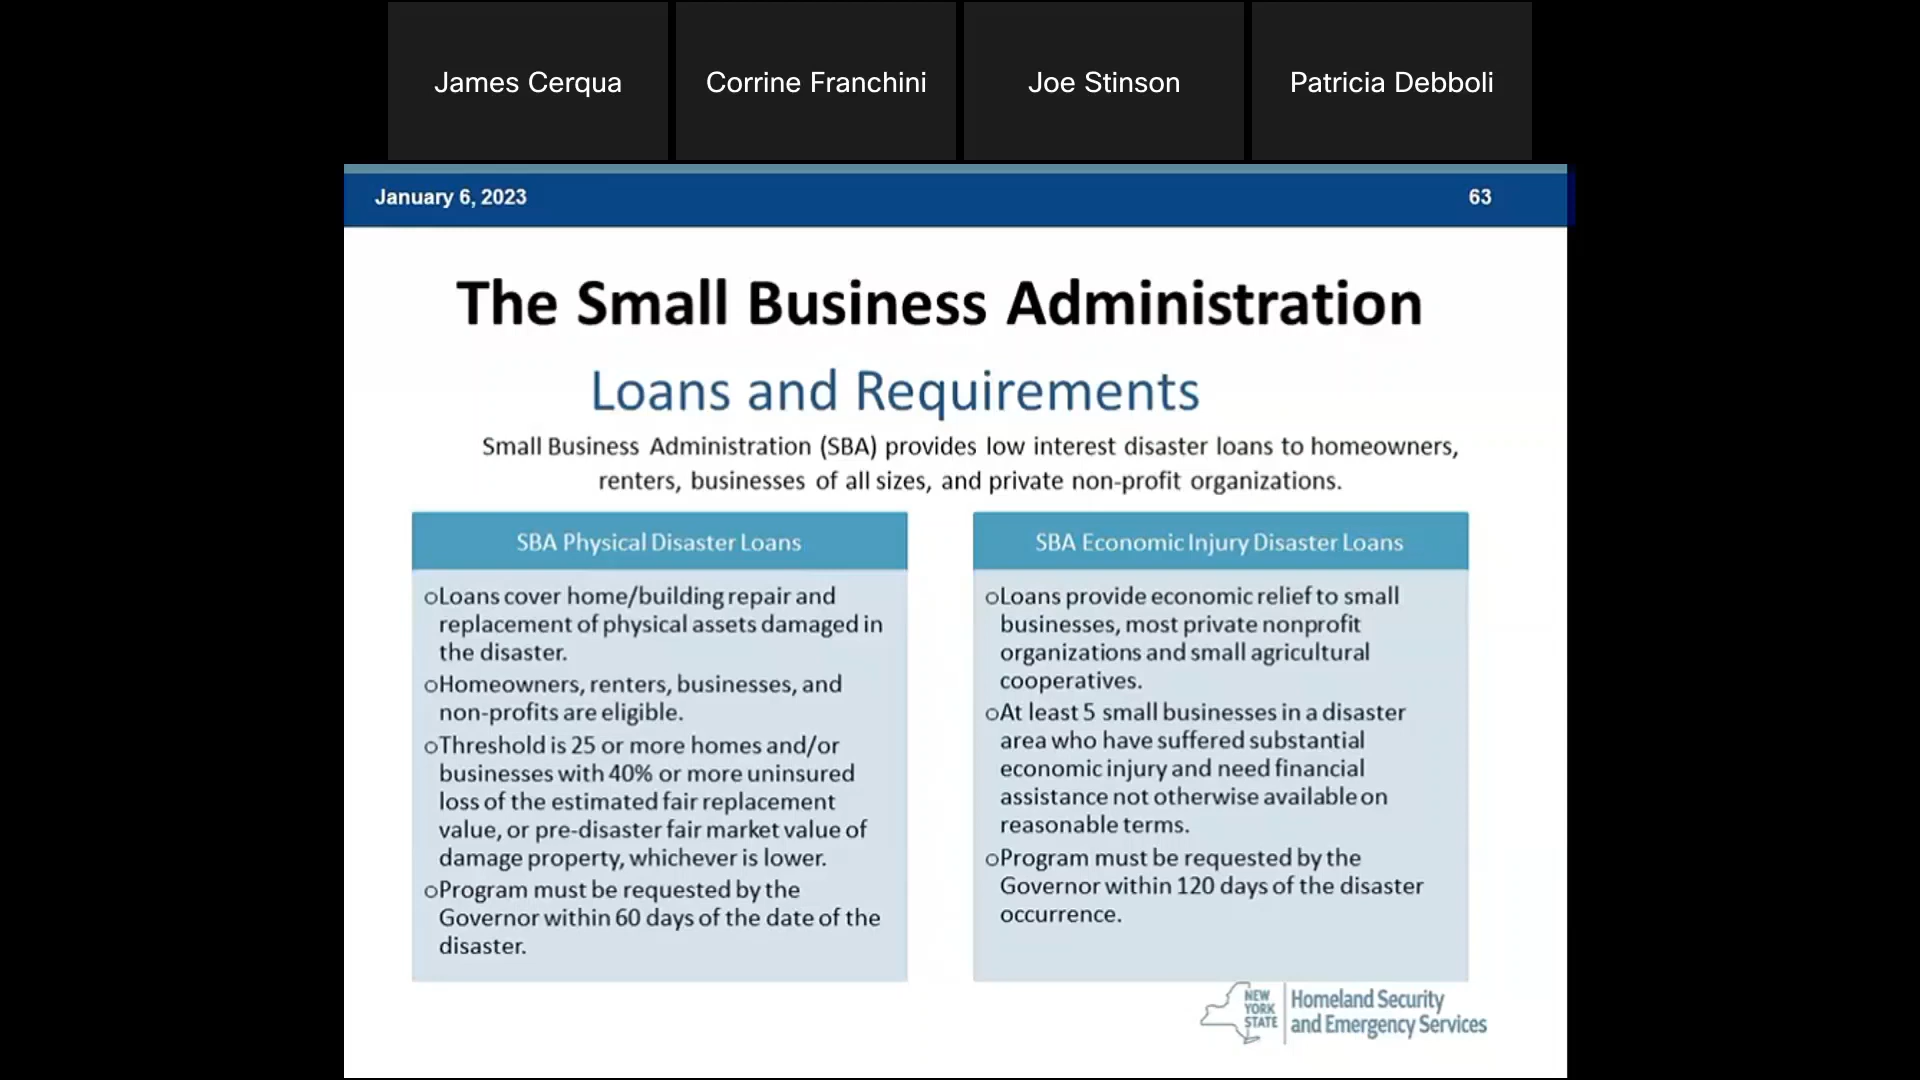 James Cerqua
Corrine Franchini
Joe Stinson
Patricia Debboli
January 6, 2023
63
The Small Business Administration
Loans and Requirements
Small Business Administration (SBA) provides low interest disaster loans to homeowners,
renters, businesses of all sizes, and private non-profit organizations.
SBA Physical Disaster Loans
oLoans cover home/building repair and
replacement of physical assets damaged in
the disaster.
oHomeowners, renters, businesses, and
non-profits are eligible.
oThreshold is 25 or more homes and/or
businesses with 40% or more uninsured
loss of the estimated fair replacement
value, or pre-disaster fair market value of
damage property, whichever is lower.
oProgram must be requested by the
Governor within 60 days of the date of the
disaster.
SBA Economic Injury Disaster Loans
oLoans provide economic relief to small
businesses, most private nonprofit
organizations and small agricultural
cooperatives.
oAt least 5 small businesses in a disaster
area who have suffered substantial
economic injury and need financial
assistance not otherwise available on
reasonable terms.
oProgram must be requested by the
Governor within 120 days of the disaster
occurrence.
NEW
YORK
STATE
Homeland Security
and Emergency Services